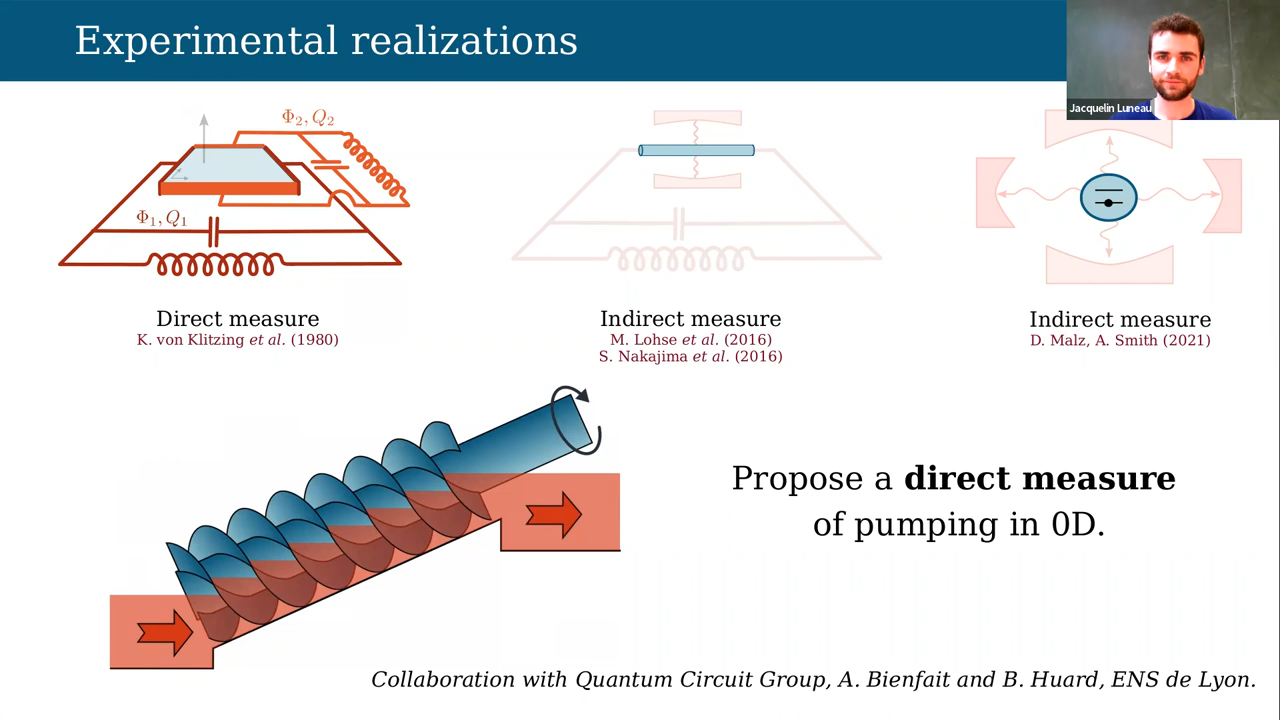 Experimental realizations
Jacquelin Luneau
Φ₂, Q₂
Φ₁, Q₁
Direct measure
K. von Klitzing et al. (1980)
Indirect measure
M. Lohse et al. (2016)
S. Nakajima et al. (2016)
Indirect measure
D. Malz, A. Smith (2021)
Propose a direct measure
of pumping in 0D.
Collaboration with Quantum Circuit Group, A. Bienfait and B. Huard, ENS de Lyon.